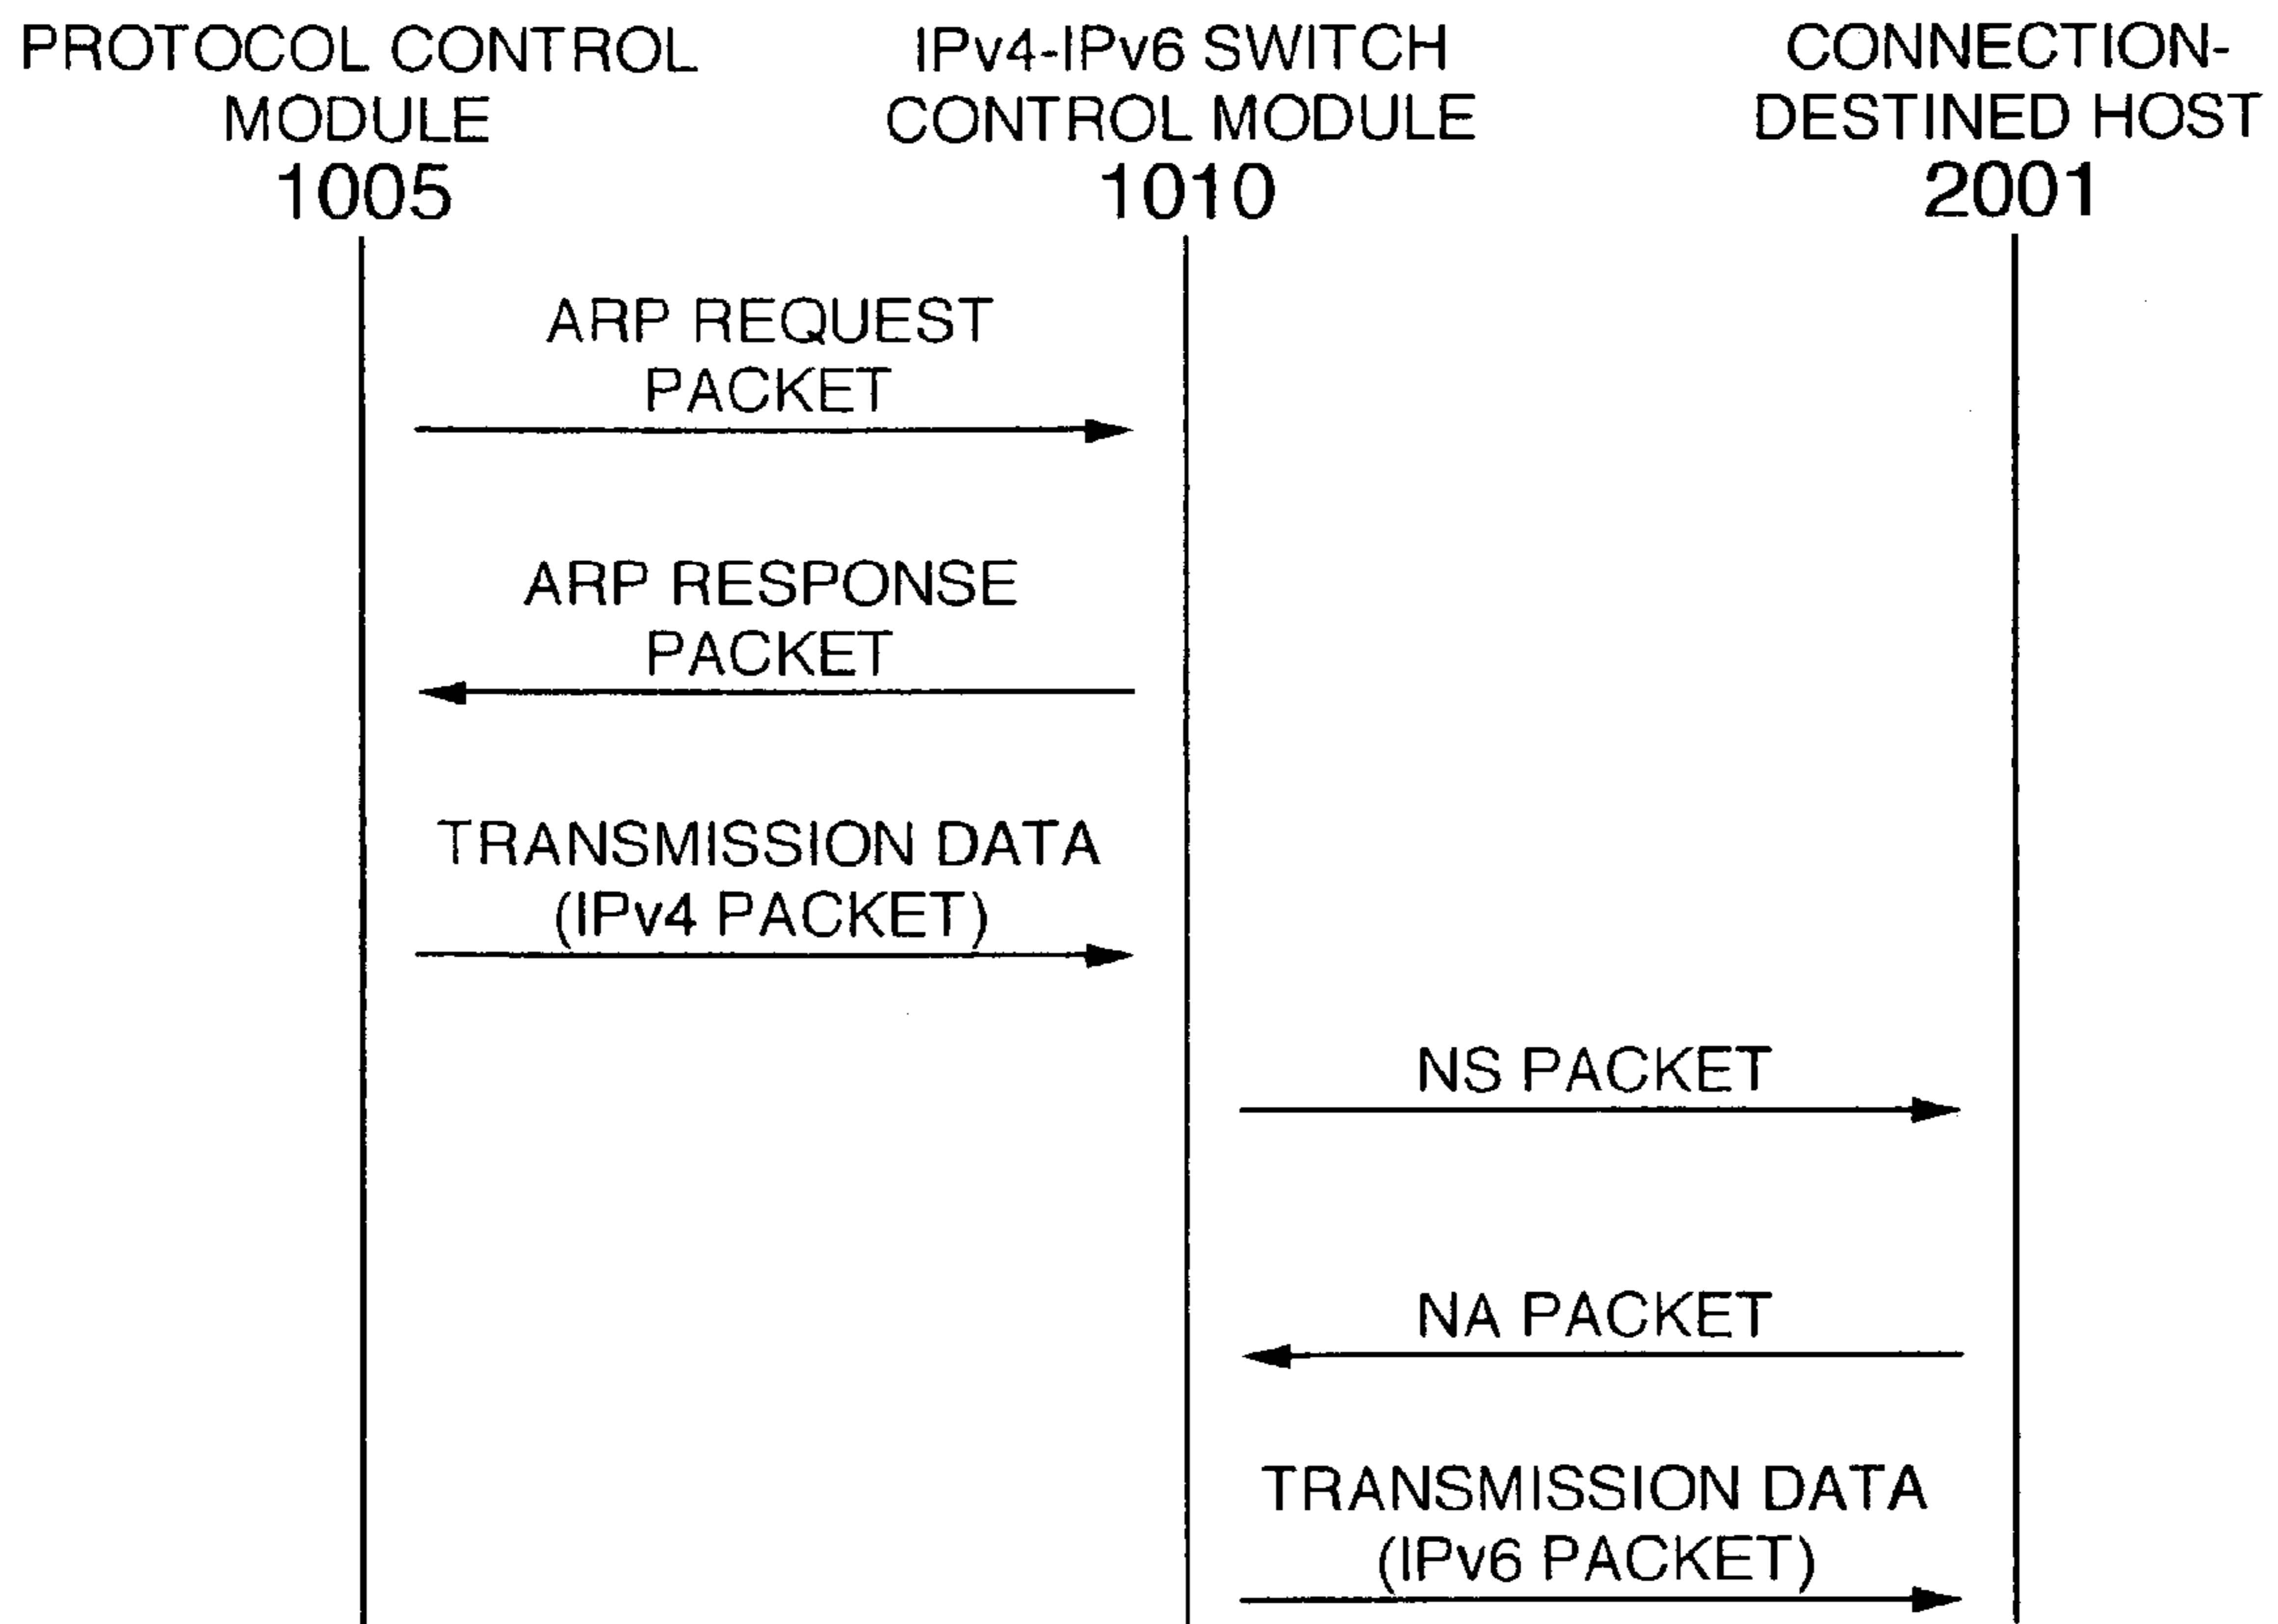 PROTOCOL CONTROL
MODULE
1005
IPv4-IPv6 SWITCH
CONTROL MODULE
1010
CONNECTION-
DESTINED HOST
2001
ARP REQUEST
PACKET
ARP RESPONSE
PACKET
TRANSMISSION DATA
(IPv4 PACKET)
NS PACKET
NA PACKET
TRANSMISSION DATA
(IPv6 PACKET)